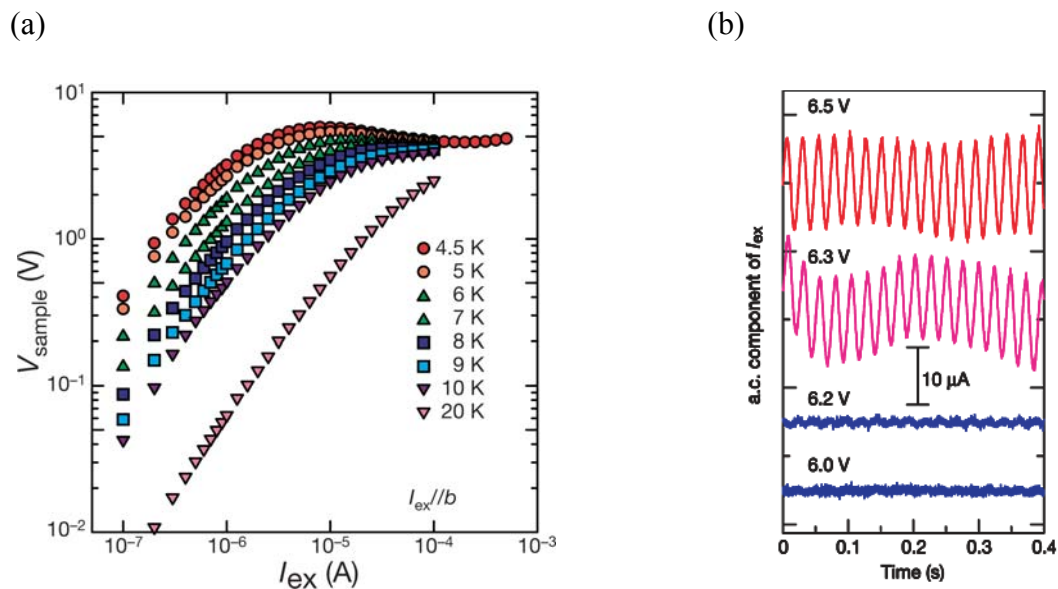 (a)
(b)
10¹
10⁰
10⁻¹
10⁻²
V_sample (V)
4.5 K
5 K
6 K
7 K
8 K
9 K
10 K
20 K
I_ex//b
10⁻⁷
10⁻⁶
10⁻⁵
10⁻⁴
10⁻³
I_ex (A)
a.c. component of I_ex
6.5 V
6.3 V
10 μA
6.2 V
6.0 V
0
0.1
0.2
0.3
0.4
Time (s)